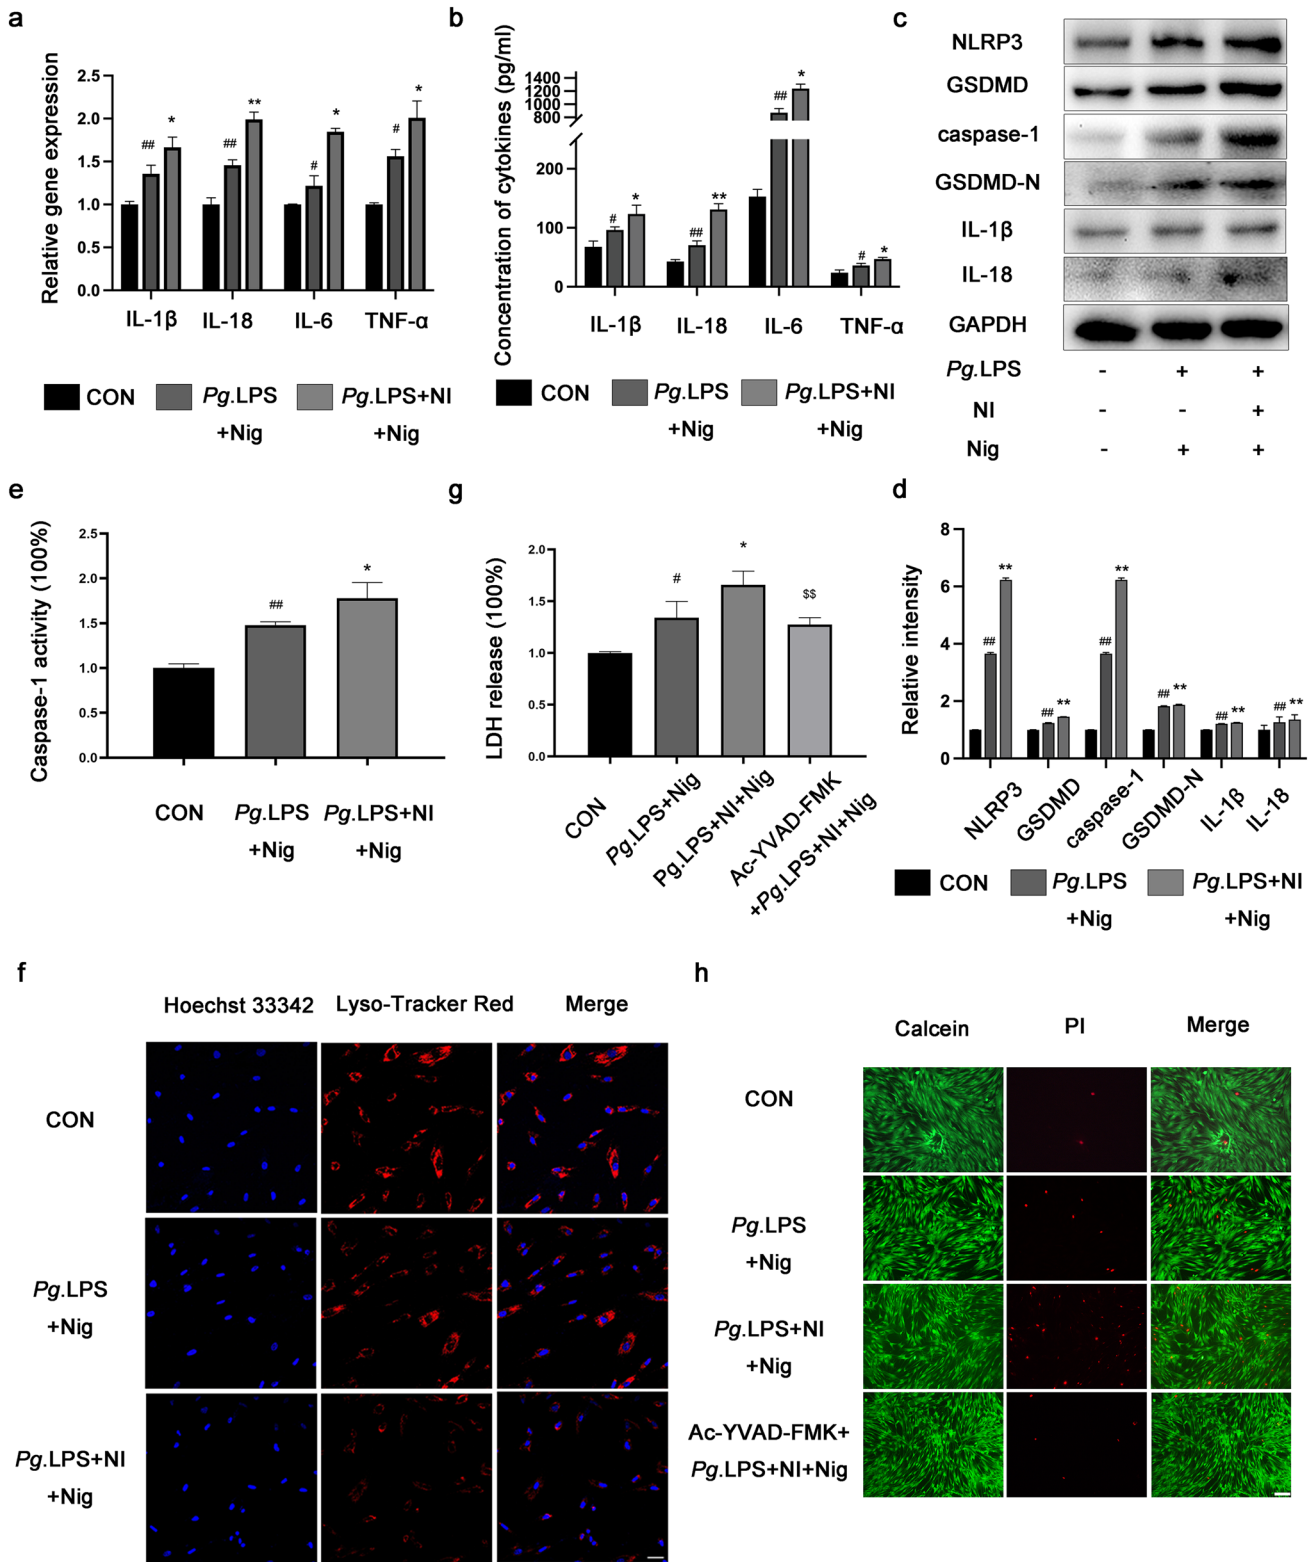 a
Relative gene expression
2.5
2.0
1.5
1.0
0.5
0.0
## * ## ** # * # *
IL-1β IL-18 IL-6 TNF-α
CON Pg.LPS Pg.LPS+NI
+Nig +Nig
b
Concentration of cytokines (pg/ml)
1400
1200
1000
800
200
100
0
# * ## ** ## * # *
IL-1β IL-18 IL-6 TNF-α
CON Pg.LPS Pg.LPS+NI
+Nig +Nig
c
NLRP3
GSDMD
caspase-1
GSDMD-N
IL-1β
IL-18
GAPDH
Pg.LPS - + +
NI - - +
Nig - + +
e
Caspase-1 activity (100%)
2.5
2.0
1.5
1.0
0.5
0.0
## *
CON Pg.LPS Pg.LPS+NI
+Nig +Nig
g
LDH release (100%)
2.0
1.5
1.0
0.5
0.0
# * $$
CON
Pg.LPS+Nig
Pg.LPS+NI+Nig
Ac-YVAD-FMK
+Pg.LPS+NI+Nig
d
Relative intensity
8
6
4
2
0
## ** ## ** ## ** ## ** ## ** ## **
NLRP3
GSDMD
caspase-1
GSDMD-N
IL-1β
IL-18
CON Pg.LPS Pg.LPS+NI
+Nig +Nig
f
Hoechst 33342 Lyso-Tracker Red Merge
CON
Pg.LPS
+Nig
Pg.LPS+NI
+Nig
h
Calcein PI Merge
CON
Pg.LPS
+Nig
Pg.LPS+NI
+Nig
Ac-YVAD-FMK+
Pg.LPS+NI+Nig